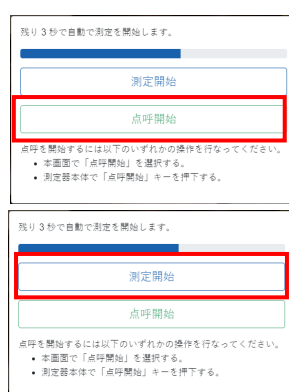 残り3秒で自動で測定を開始します。
測定開始
点呼開始
点呼を開始するには以下のいずれかの操作を行なってください。
• 本画面で「点呼開始」を選択する。
• 測定器本体で「点呼開始」キーを押下する。
残り3秒で自動で測定を開始します。
測定開始
点呼開始
点呼を開始するには以下のいずれかの操作を行なってください。
• 本画面で「点呼開始」を選択する。
• 測定器本体で「点呼開始」キーを押下する。